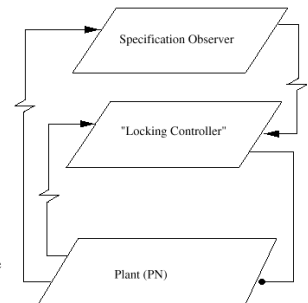 Specification Observer
"Locking Controller"
Plant (PN)